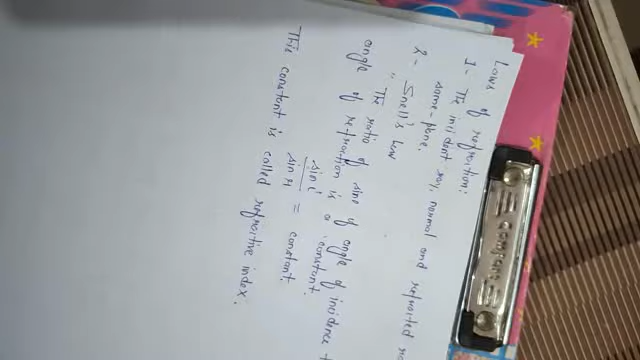 Laws of refraction:
1- The incident ray, normal and refracted
same-plane.
2- Snell's law
" The ratio of sine of angle of incidence
angle of refraction is a constant.
sin i
sin r = constant
This constant is called refractive index.